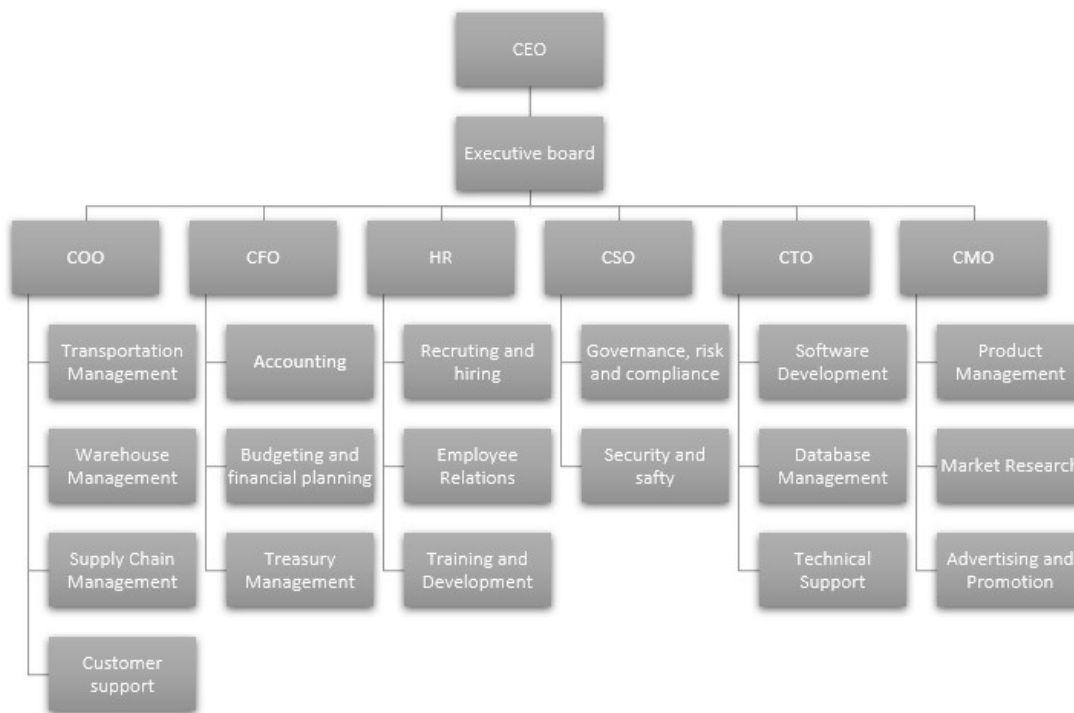 CEO
Executive board
COO
CFO
HR
CSO
CTO
CMO
Transportation
Management
Accounting
Recruting and
hiring
Governance, risk
and compliance
Software
Development
Product
Management
Warehouse
Management
Budgeting and
financial planning
Employee
Relations
Security and
safty
Database
Management
Market Research
Supply Chain
Management
Treasury
Management
Training and
Development
Technical
Support
Advertising and
Promotion
Customer
support